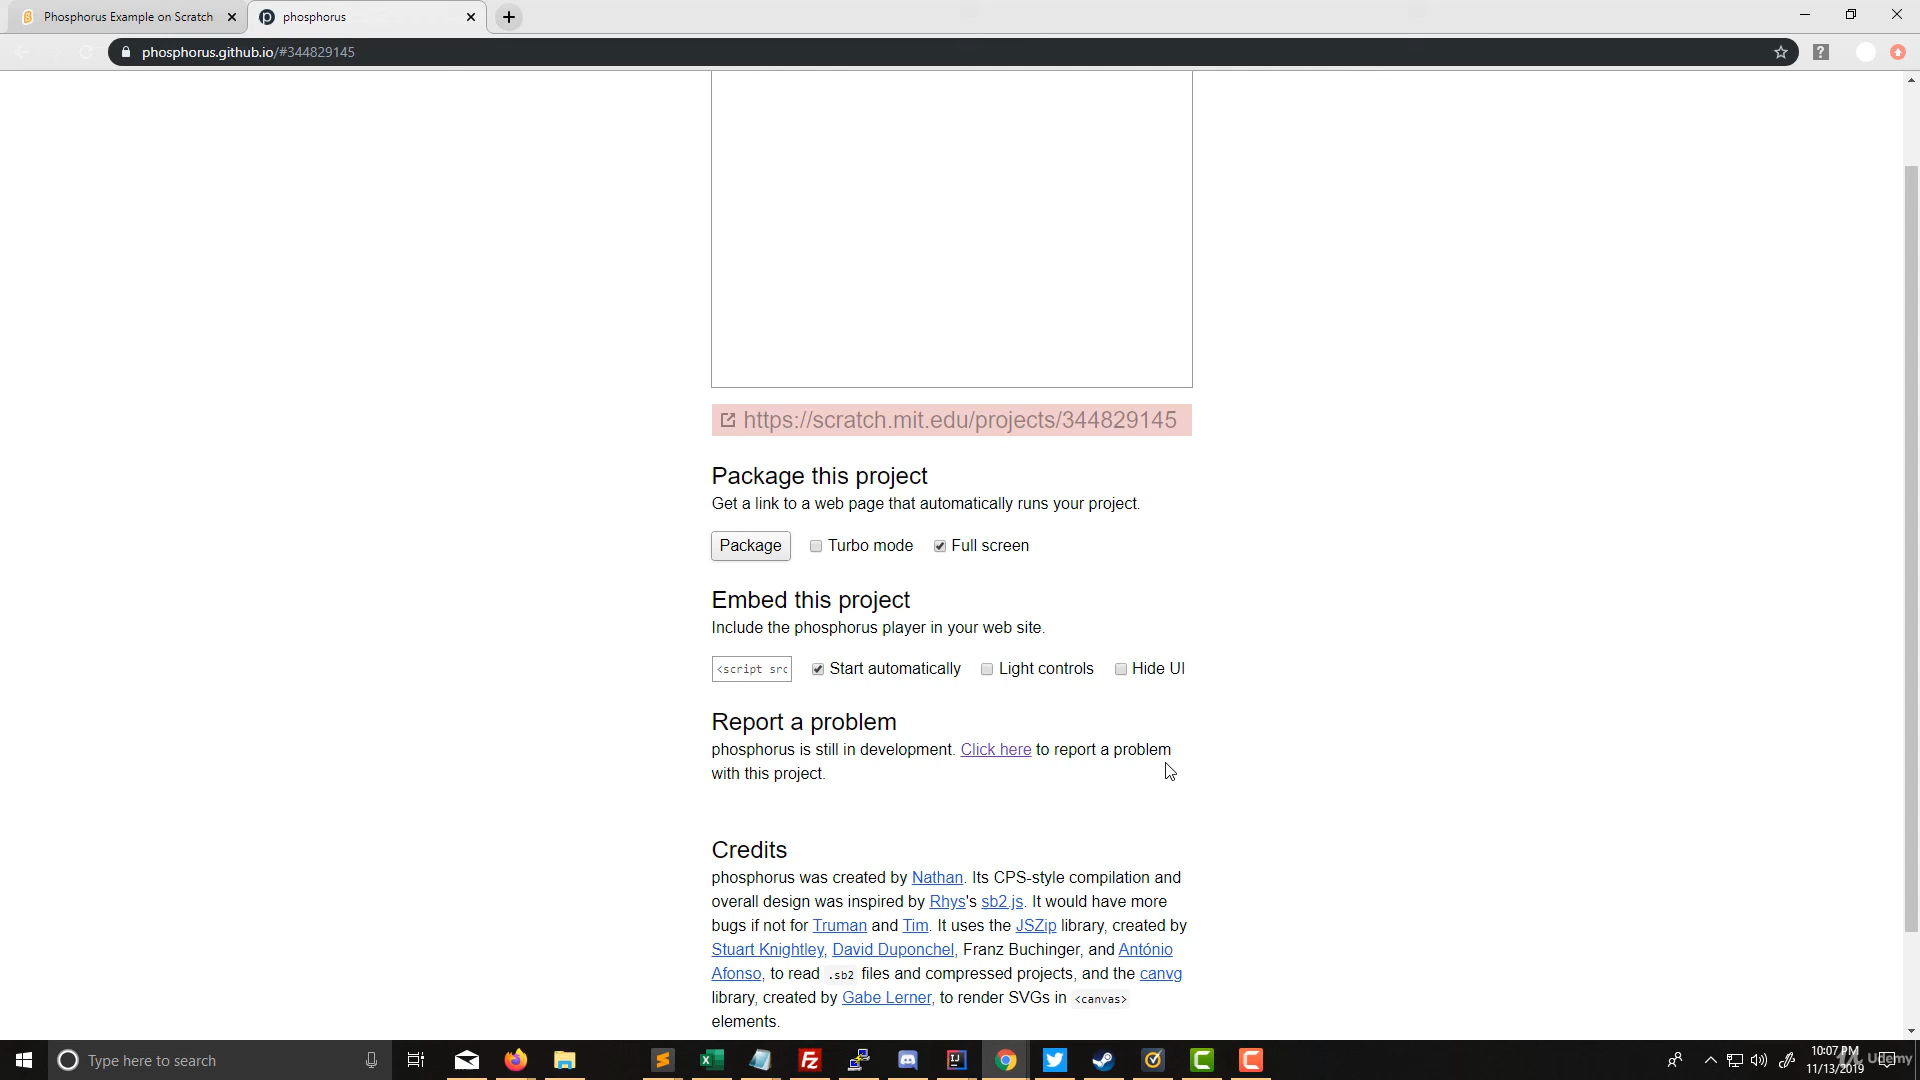 Phosphorus Example on Scratch
phosphorus
phosphorus.github.io/#344829145
https://scratch.mit.edu/projects/344829145
Package this project
Get a link to a web page that automatically runs your project.
Package Turbo mode Full screen
Embed this project
Include the phosphorus player in your web site.
<script src Start automatically Light controls Hide UI
Report a problem
phosphorus is still in development. Click here to report a problem
with this project.
Credits
phosphorus was created by Nathan. Its CPS-style compilation and
overall design was inspired by Rhys's sb2.js. It would have more
bugs if not for Truman and Tim. It uses the JSZip library, created by
Stuart Knightley, David Duponchel, Franz Buchinger, and António
Afonso, to read .sb2 files and compressed projects, and the canvg
library, created by Gabe Lerner, to render SVGs in <canvas>
elements.
Type here to search
10:07 PM
11/13/2019
Udemy